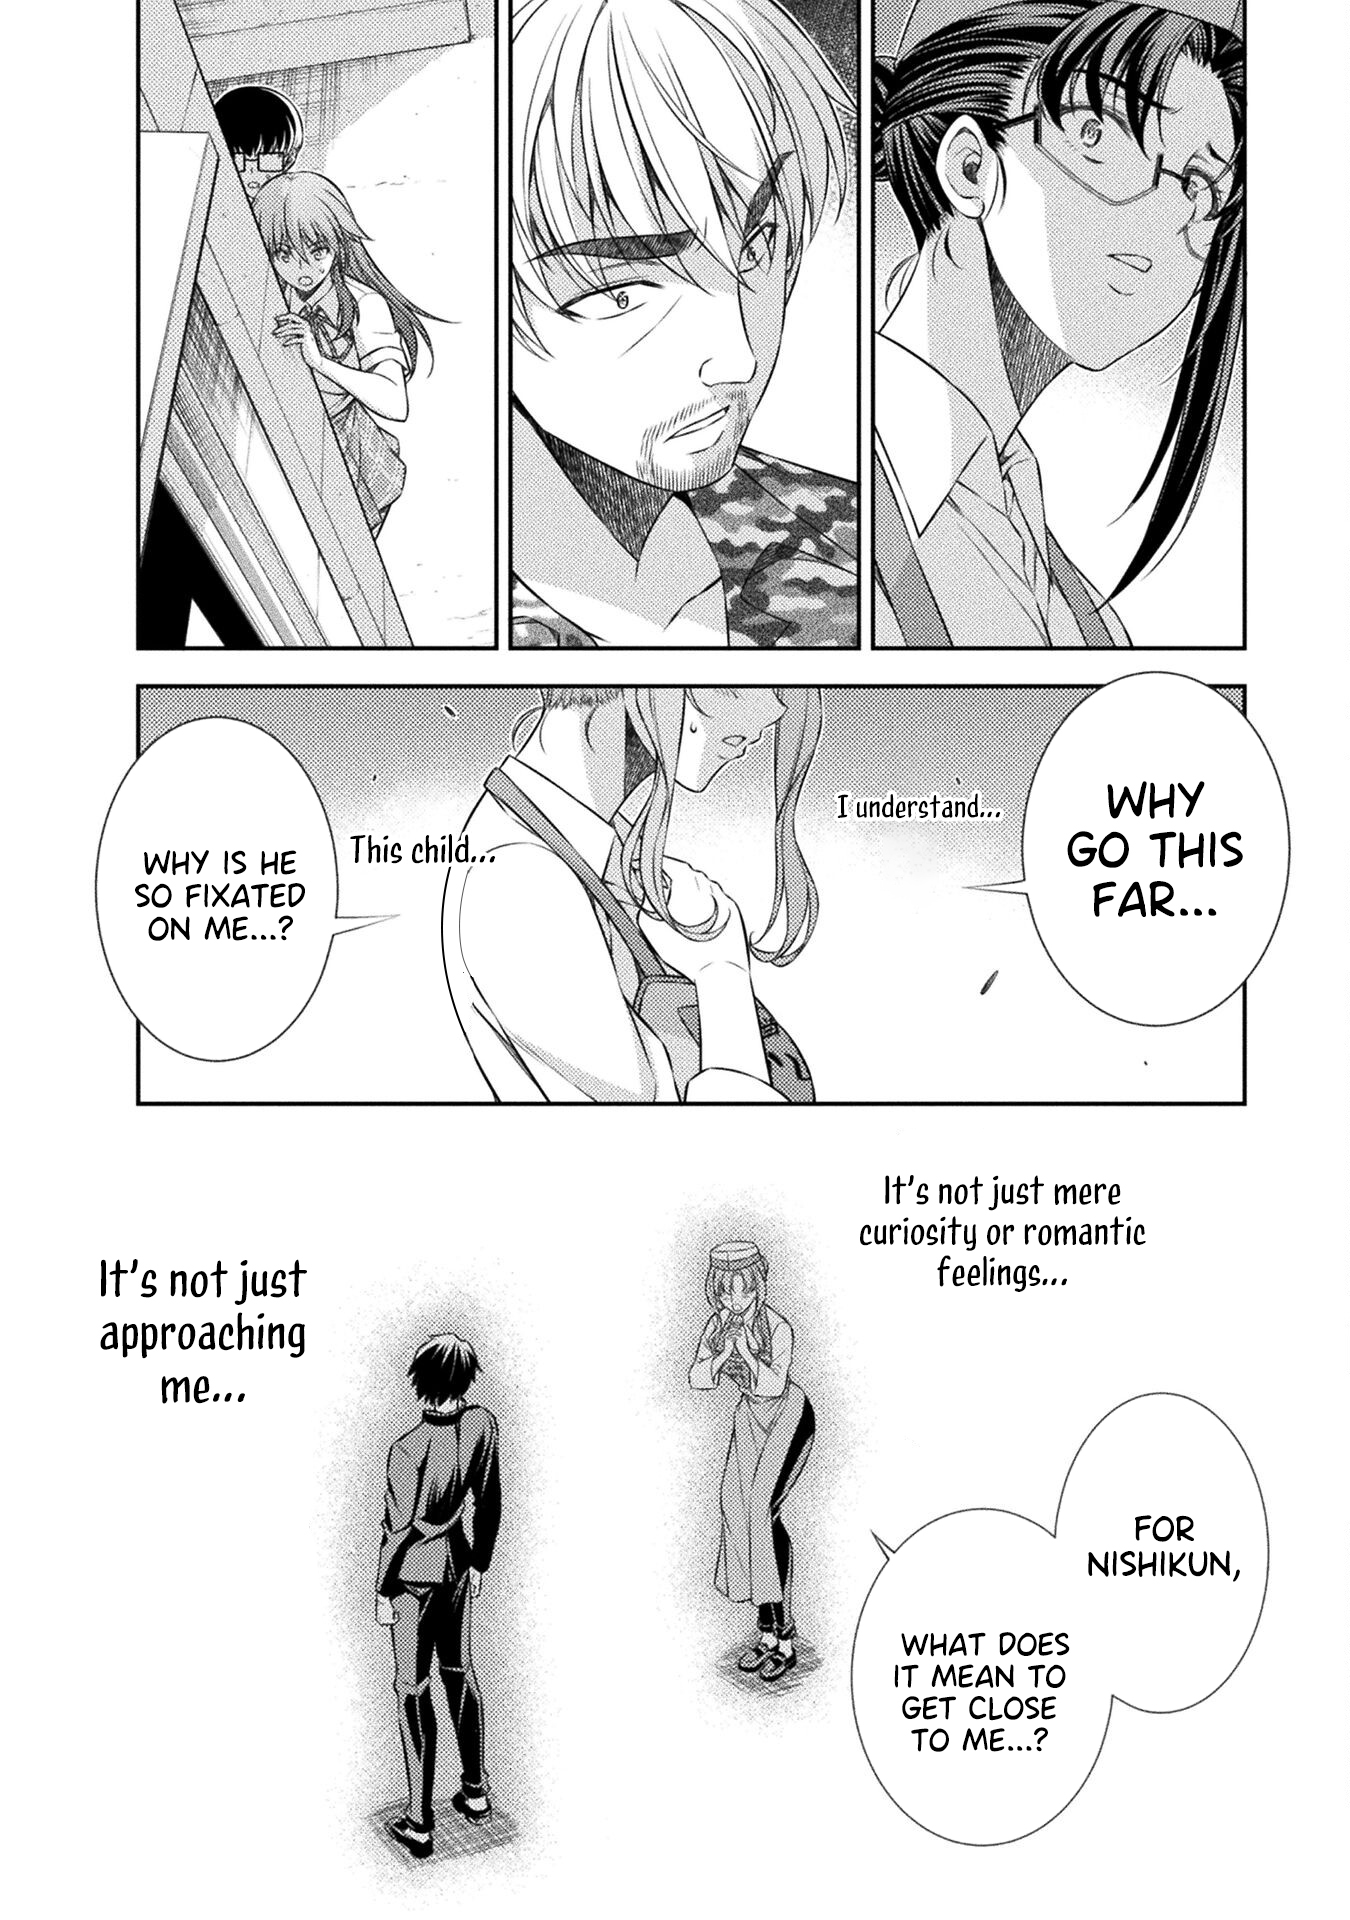 WHY
GO THIS
FAR...
I understand...
This child...
WHY IS HE
SO FIXATED
ON ME...?
It's not just mere
curiosity or romantic
feelings...
It's not just
approaching
me...
FOR
NISHIKUN,
WHAT DOES
IT MEAN TO
GET CLOSE
TO ME...?